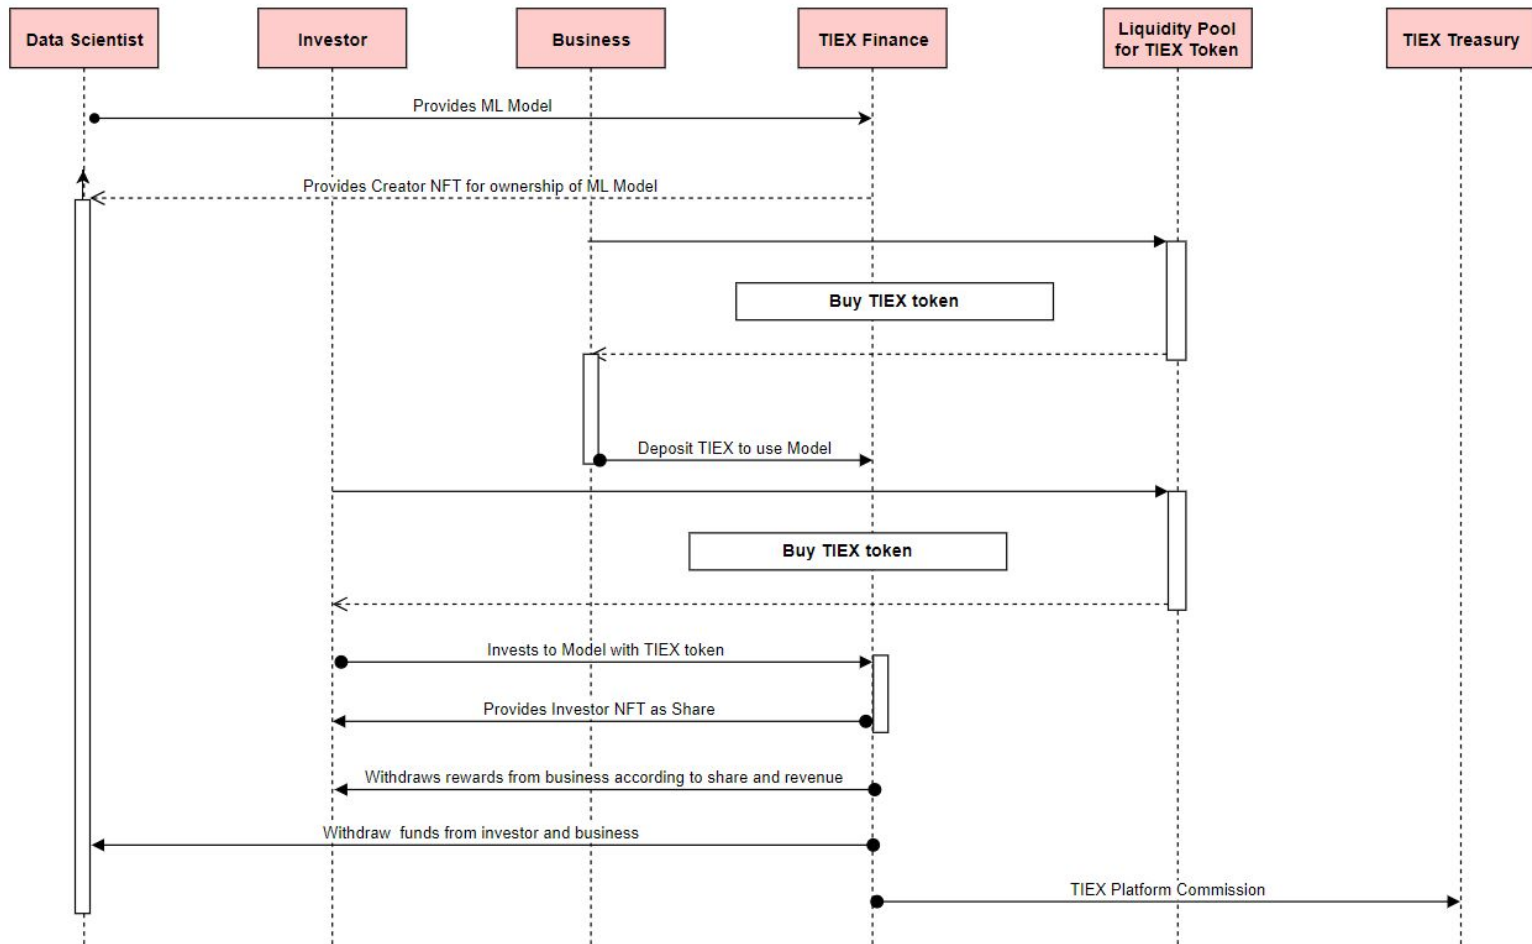 Data Scientist
Investor
Business
TIEX Finance
Liquidity Pool
for TIEX Token
TIEX Treasury
Provides ML Model
Provides Creator NFT for ownership of ML Model
Buy TIEX token
Deposit TIEX to use Model
Buy TIEX token
Invests to Model with TIEX token
Provides Investor NFT as Share
Withdraws rewards from business according to share and revenue
Withdraw funds from investor and business
TIEX Platform Commission